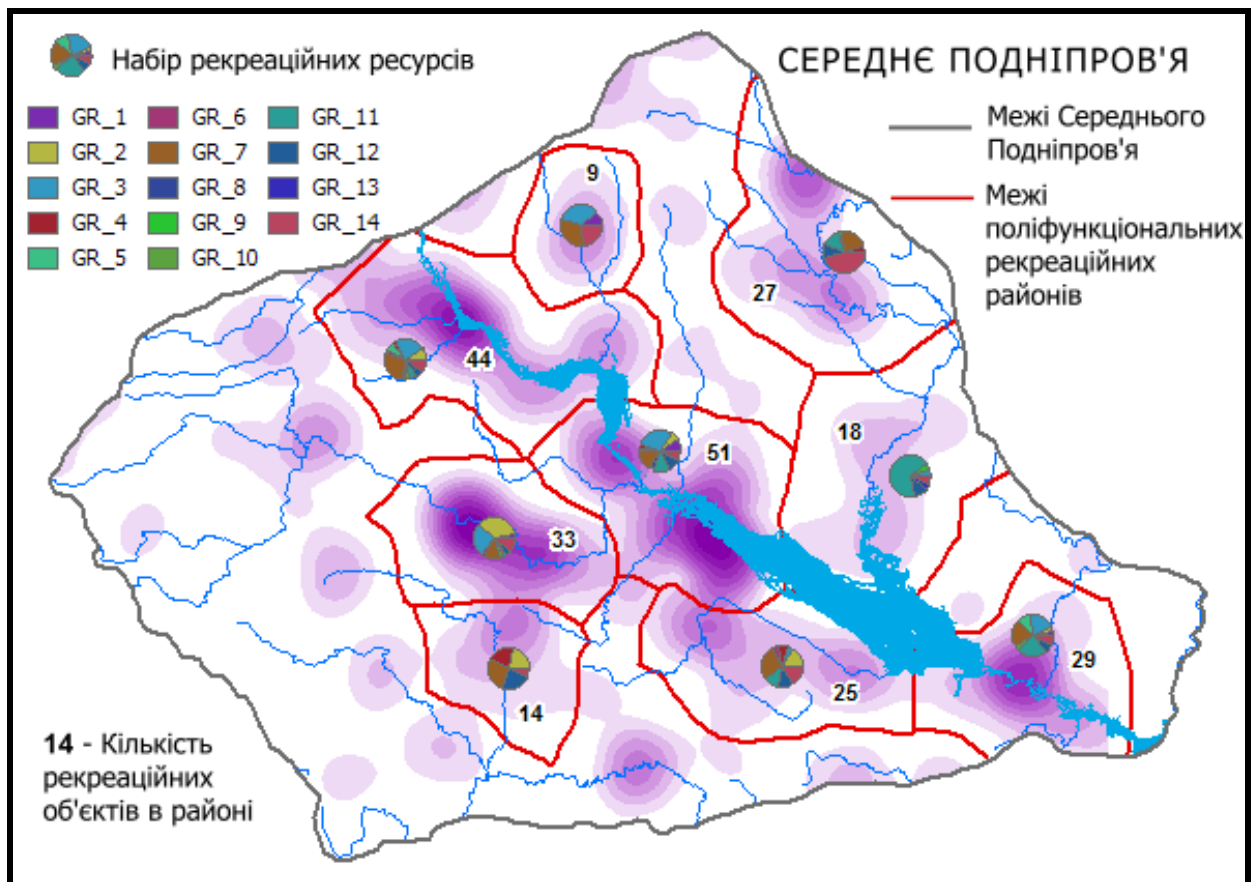 Набір рекреаційних ресурсів
GR_1 GR_6 GR_11
GR_2 GR_7 GR_12
GR_3 GR_8 GR_13
GR_4 GR_9 GR_14
GR_5 GR_10
СЕРЕДНЄ ПОДНІПРОВ'Я
Межі Середнього
Подніпров'я
Межі
поліфункціональних
рекреаційних
районів
9
27
44
18
51
33
29
25
14
14 - Кількість
рекреаційних
об'єктів в районі